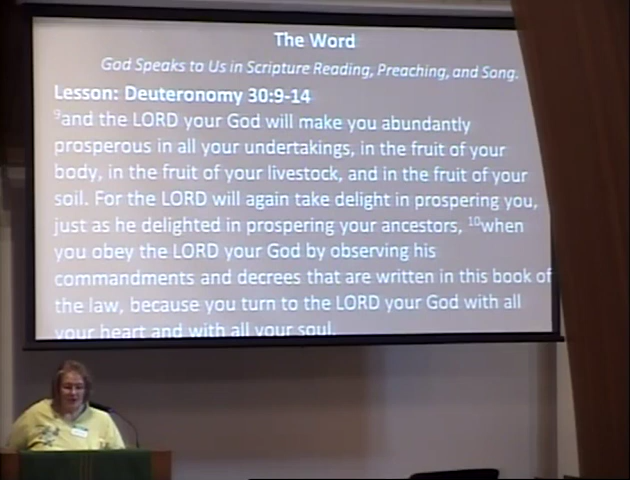 The Word
God Speaks to Us in Scripture Reading, Preaching, and Song.
Lesson: Deuteronomy 30:9-14
9and the LORD your God will make you abundantly
prosperous in all your undertakings, in the fruit of your
body, in the fruit of your livestock, and in the fruit of your
soil. For the LORD will again take delight in prospering you,
just as he delighted in prospering your ancestors, 10when
you obey the LORD your God by observing his
commandments and decrees that are written in this book of
the law, because you turn to the LORD your God with all
your heart and with all your soul.